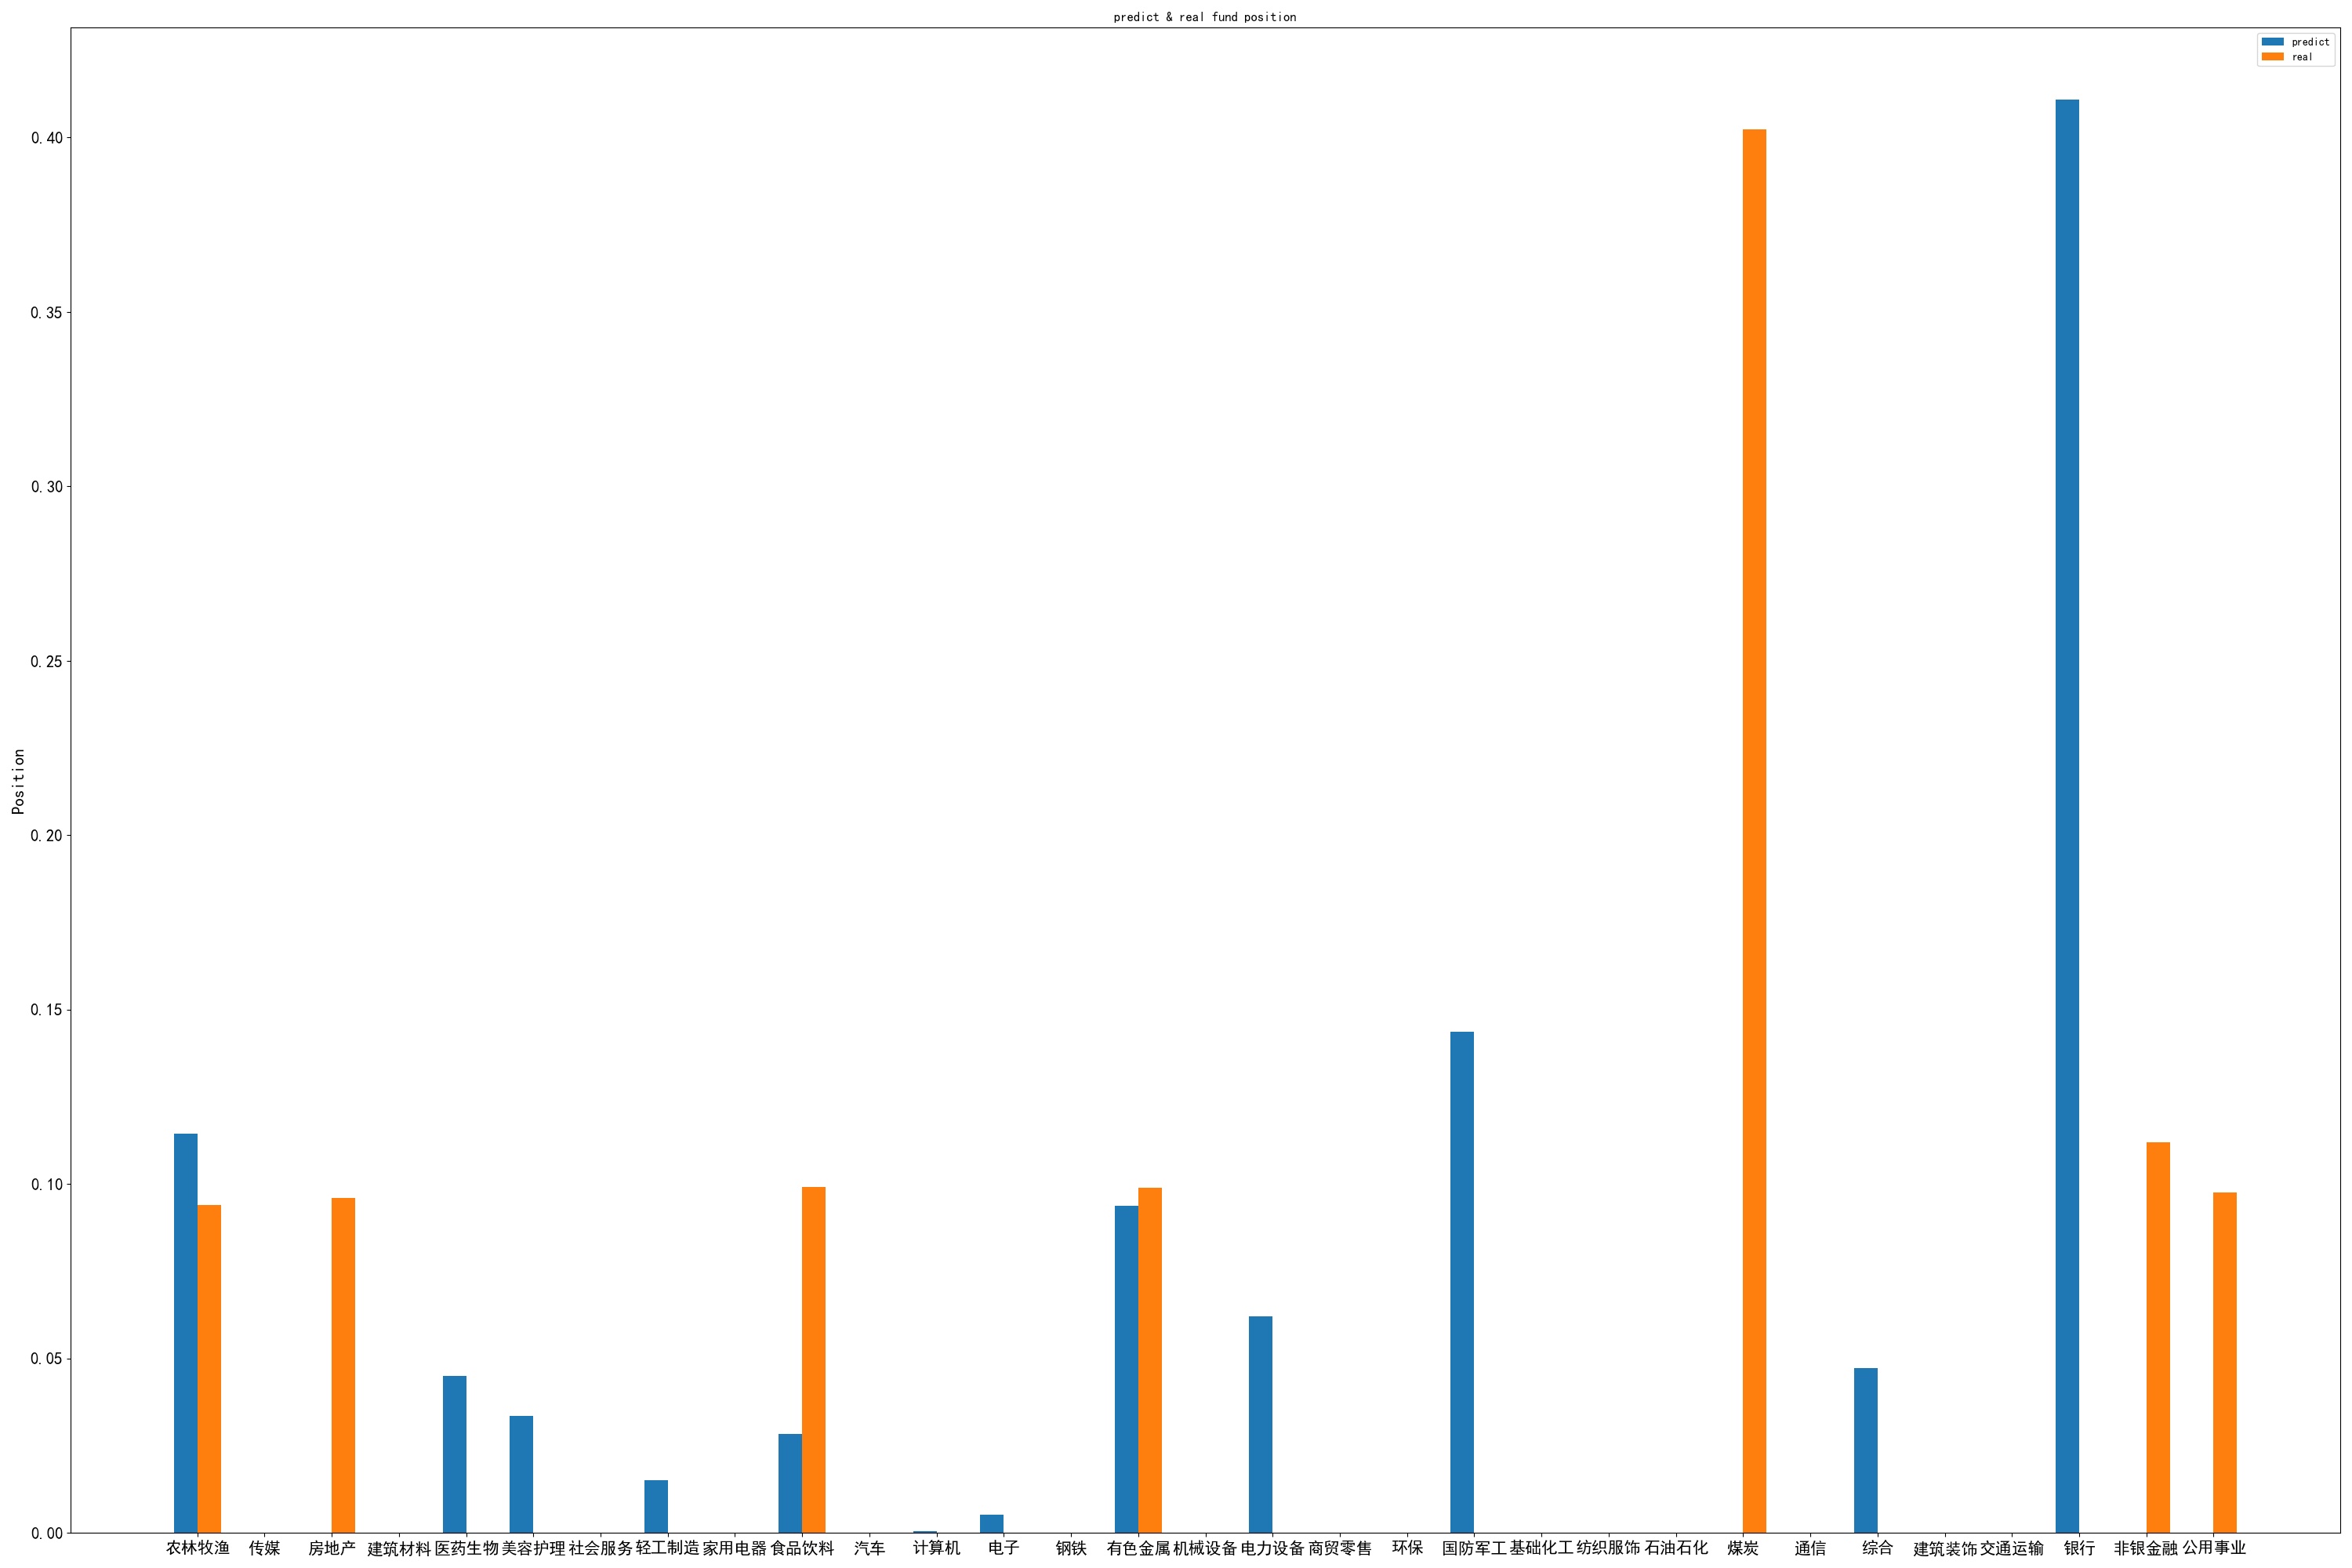 predict & real fund position
predict
real
Position
0.40
0.35
0.30
0.25
0.20
0.15
0.10
0.05
0.00
农林牧渔 传媒 房地产 建筑材料 医药生物 美容护理 社会服务 轻工制造 家用电器 食品饮料 汽车 计算机 电子 钢铁 有色金属 机械设备 电力设备 商贸零售 环保 国防军工 基础化工 纺织服饰 石油石化 煤炭 通信 综合 建筑装饰 交通运输 银行 非银金融 公用事业